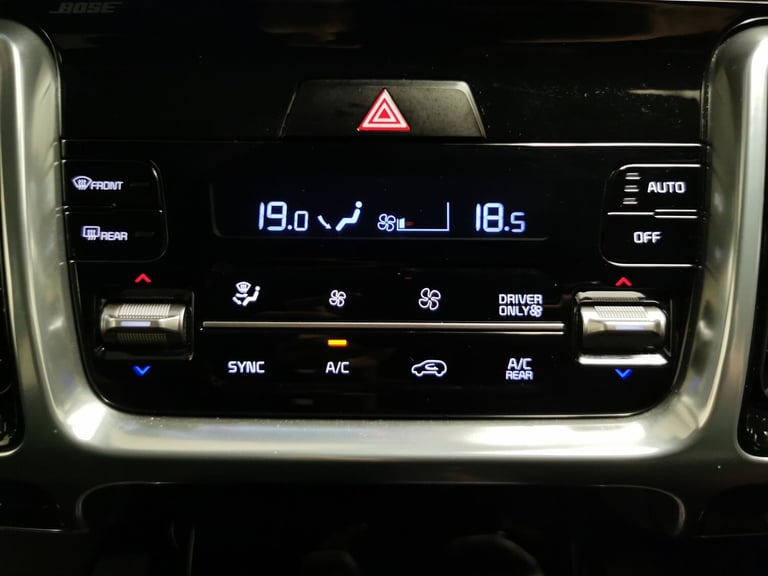 BOSE
FRONT
AUTO
REAR
19.0
18.5
OFF
DRIVER
ONLY
SYNC
A/C
A/C
REAR